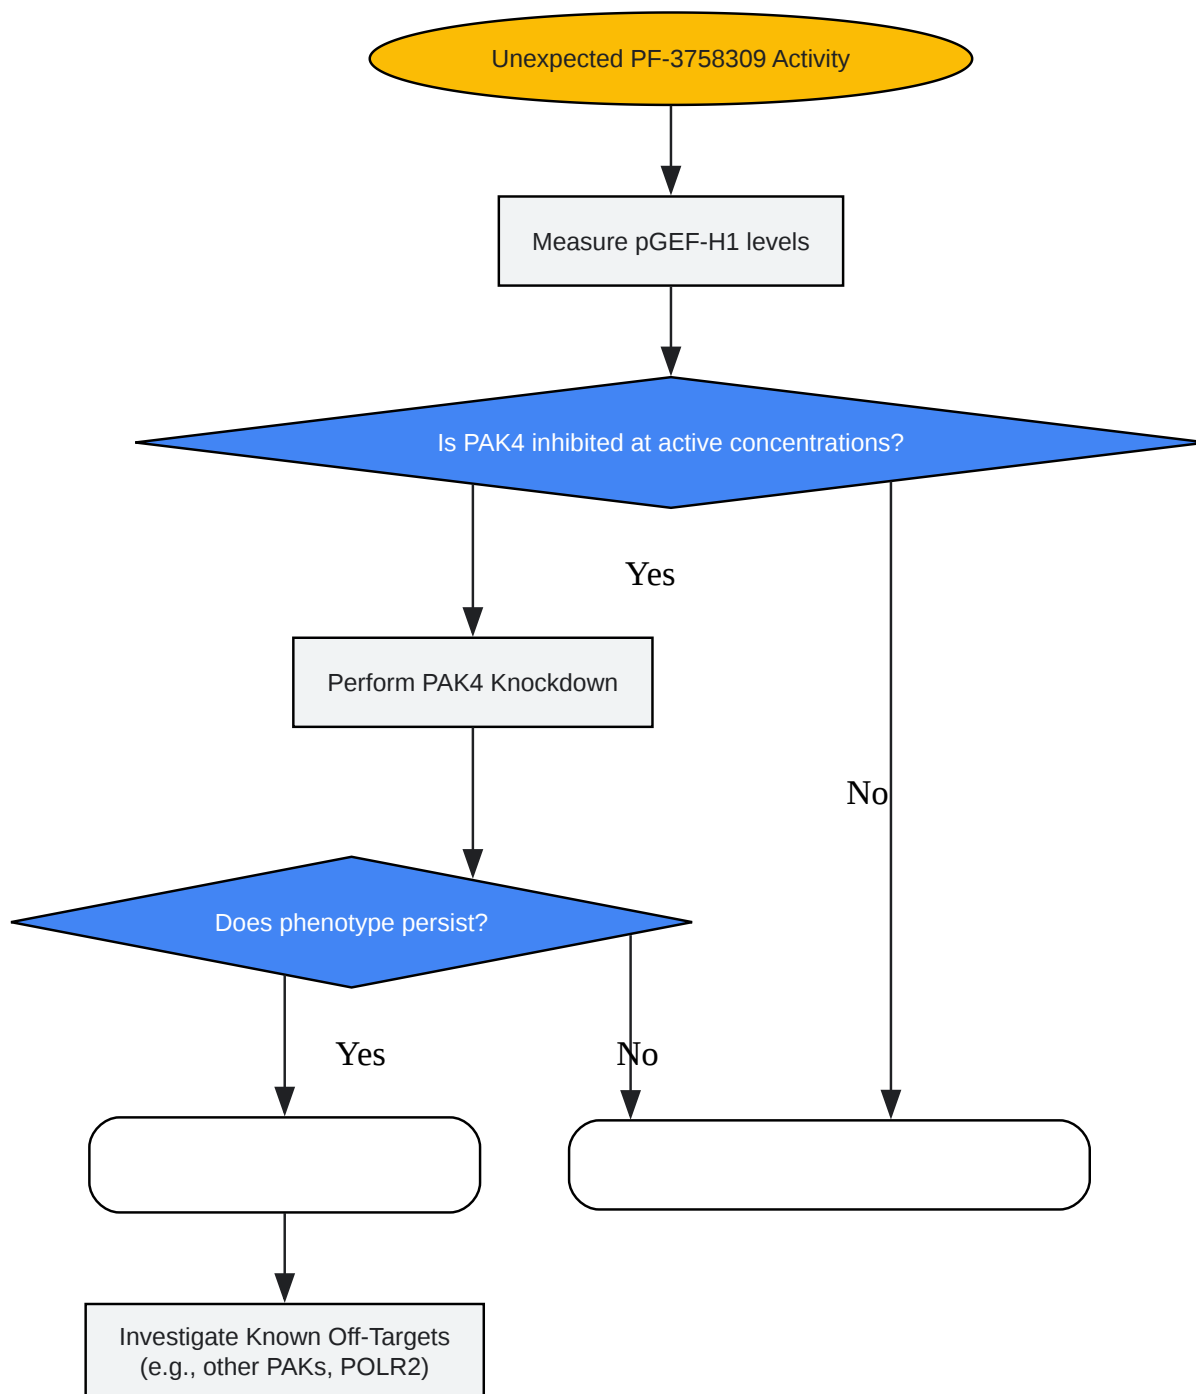 Unexpected PF-3758309 Activity
Measure pGEF-H1 levels
Is PAK4 inhibited at active concentrations?
Yes
Perform PAK4 Knockdown
No
Does phenotype persist?
Yes
No
Investigate Known Off-Targets
(e.g., other PAKs, POLR2)